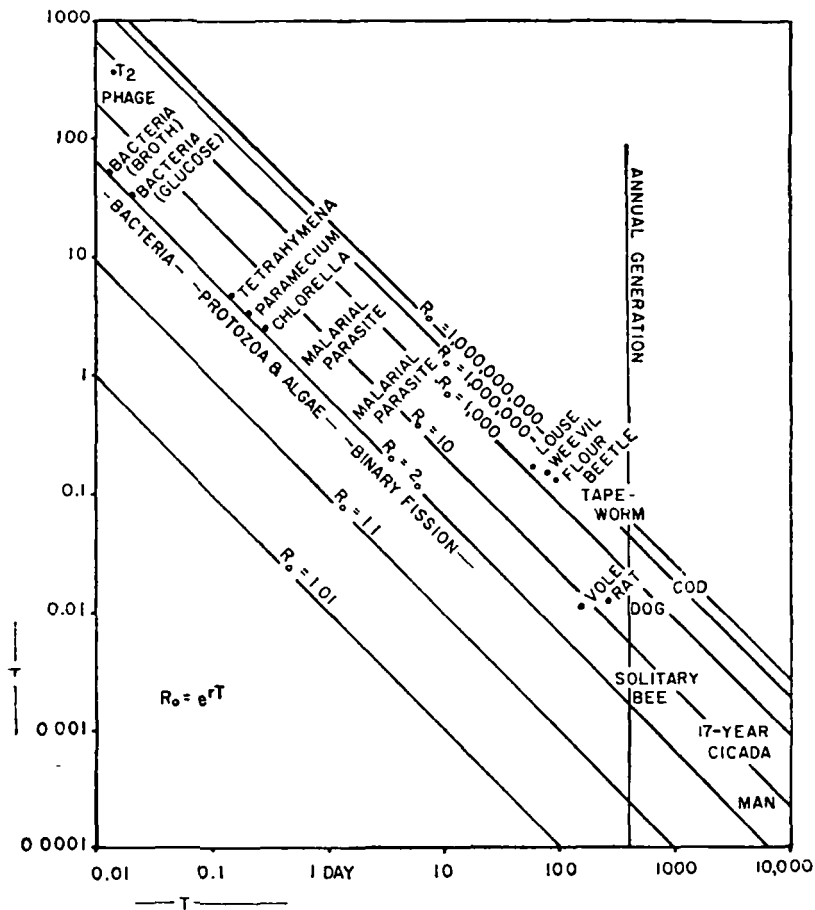 1000
100
10
1
0.1
0.01
0 001
0 0001
•T2
PHAGE
BACTERIA
(BROTH)
BACTERIA
(GLUCOSE)
TETRAHYMENA
PARAMECIUM
CHLORELLA
MALARIAL
PARASITE
MALARIAL
PARASITE
-BACTERIA- -PROTOZOA & ALGAE- -BINARY FISSION-
R₀ = 1,000,000,000
R₀ = 1,000,000
R₀ = 1,000
R₀ = 10
R₀ = 2.
R₀ = 1.1
R₀ = 1.01
LOUSE
WEEVIL
FLOUR
BEETLE
TAPE-
WORM
ANNUAL GENERATION
VOLE
RAT
DOG
COD
SOLITARY
BEE
17-YEAR
CICADA
MAN
R₀ = e^rT
r
0.01 0.1 1 DAY 10 100 1000 10,000
T